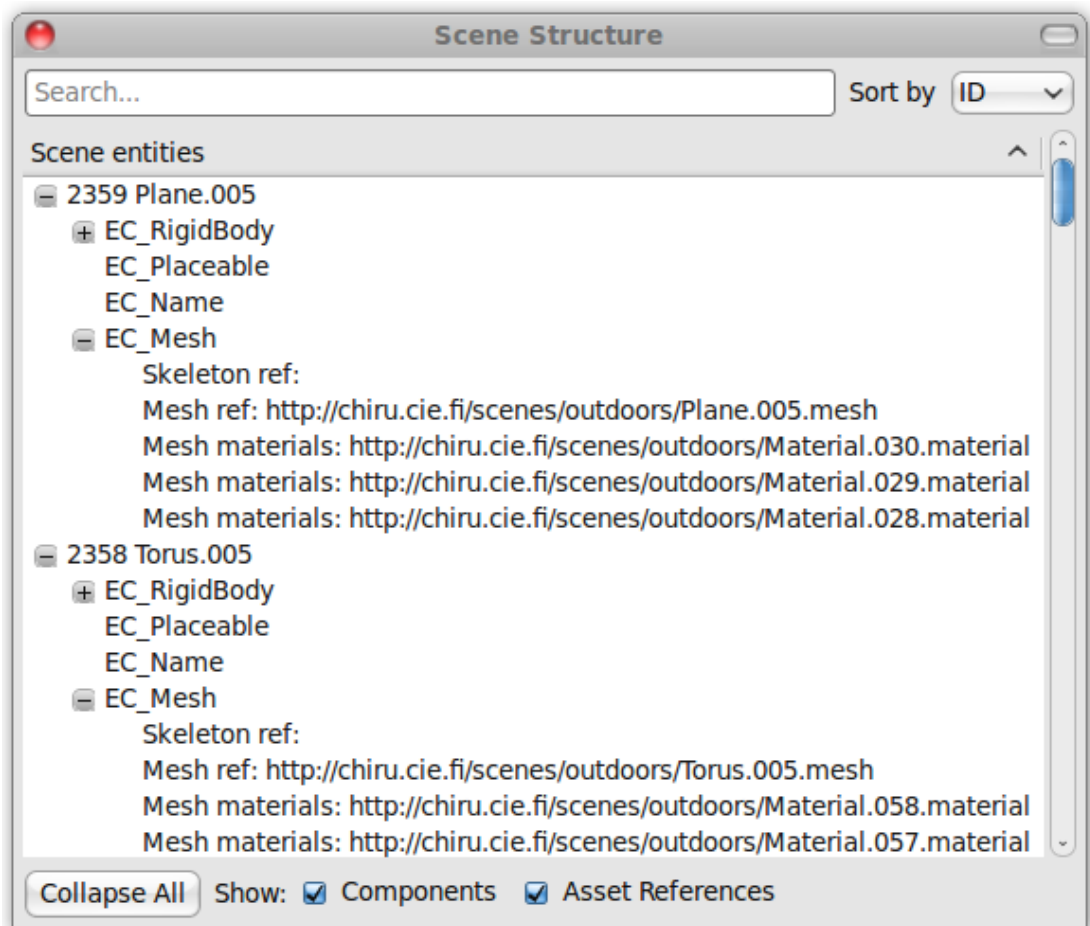 Scene Structure
Search... Sort by ID
Scene entities
2359 Plane.005
EC_RigidBody
EC_Placeable
EC_Name
EC_Mesh
Skeleton ref:
Mesh ref: http://chiru.cie.fi/scenes/outdoors/Plane.005.mesh
Mesh materials: http://chiru.cie.fi/scenes/outdoors/Material.030.material
Mesh materials: http://chiru.cie.fi/scenes/outdoors/Material.029.material
Mesh materials: http://chiru.cie.fi/scenes/outdoors/Material.028.material
2358 Torus.005
EC_RigidBody
EC_Placeable
EC_Name
EC_Mesh
Skeleton ref:
Mesh ref: http://chiru.cie.fi/scenes/outdoors/Torus.005.mesh
Mesh materials: http://chiru.cie.fi/scenes/outdoors/Material.058.material
Mesh materials: http://chiru.cie.fi/scenes/outdoors/Material.057.material
Collapse All Show: Components Asset References